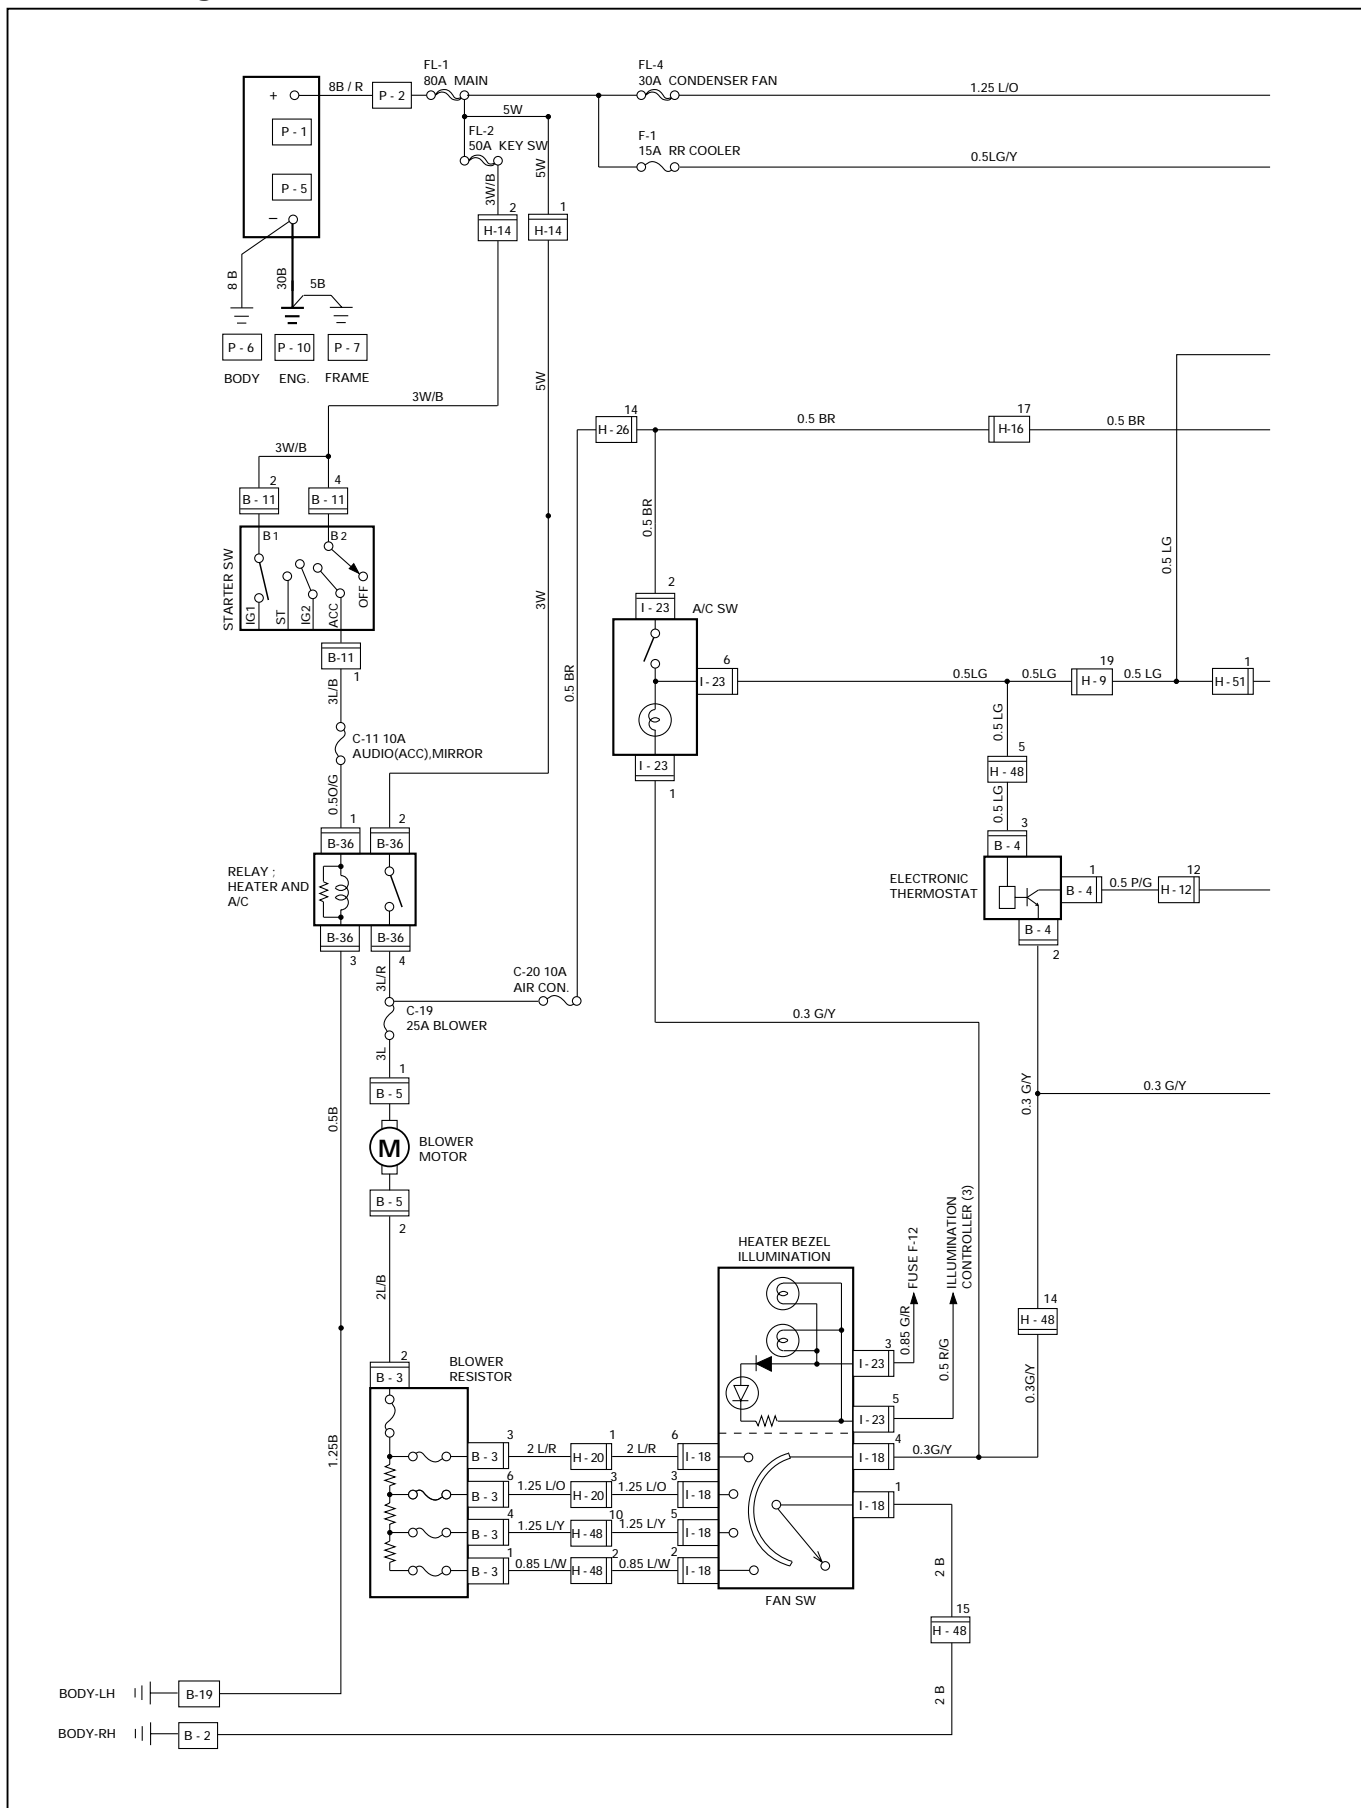 FL-1
80A MAIN
FL-4
30A CONDENSER FAN
8B / R
P - 2
1.25 L/O
+
P - 1
5W
FL-2
50A KEY SW
F-1
15A RR COOLER
0.5LG/Y
P - 5
3W/B
5W
−
2
1
H-14
H-14
8 B
30B
5B
P - 6
P - 10
P - 7
BODY
ENG.
FRAME
5W
3W/B
14
H - 26
0.5 BR
17
H-16
0.5 BR
3W/B
2
4
B - 11
B - 11
0.5 BR
B 1
B 2
STARTER SW
IG1
ST
IG2
ACC
OFF
3W
0.5 LG
2
I - 23
A/C SW
B-11
1
6
I - 23
0.5LG
0.5LG
19
H - 9
0.5 LG
1
H - 51
3L/B
0.5 BR
0.5 LG
C-11 10A
AUDIO(ACC),MIRROR
5
H - 48
I - 23
1
0.5O/G
0.5 LG
1
2
B-36
B-36
3
B - 4
RELAY ;
HEATER AND
A/C
ELECTRONIC
THERMOSTAT
1
B - 4
0.5 P/G
12
H - 12
B-36
B-36
3
4
B - 4
2
3L/R
C-20 10A
AIR CON.
C-19
25A BLOWER
0.3 G/Y
3L
1
B - 5
0.3 G/Y
0.3 G/Y
0.5B
M
BLOWER
MOTOR
B - 5
2
HEATER BEZEL
ILLUMINATION
FUSE F-12
ILLUMINATION
CONTROLLER (3)
2L/B
0.85 G/R
0.5 R/G
14
H - 48
3
I - 23
2
B - 3
BLOWER
RESISTOR
0.3G/Y
5
I - 23
1.25B
3
B - 3
2 L/R
1
H - 20
2 L/R
6
I - 18
4
I - 18
0.3G/Y
6
B - 3
1.25 L/O
3
H - 20
1.25 L/O
3
I - 18
1
I - 18
4
B - 3
1.25 L/Y
10
H - 48
1.25 L/Y
5
I - 18
1
B - 3
0.85 L/W
2
H - 48
0.85 L/W
2
I - 18
2 B
FAN SW
15
H - 48
BODY-LH
B-19
2 B
BODY-RH
B - 2